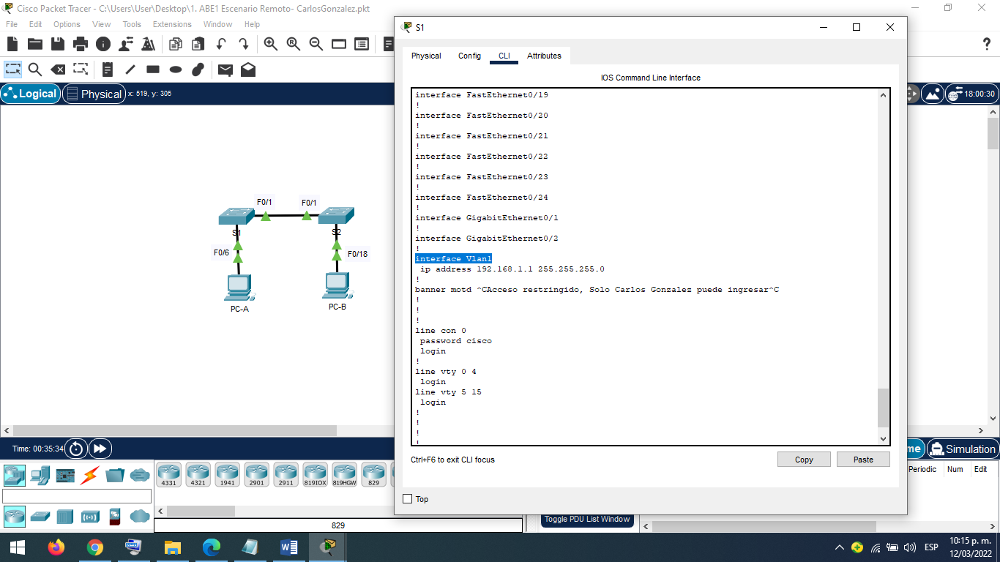 Cisco Packet Tracer - C:\Users\User\Desktop\1. ABE1 Escenario Remoto- CarlosGonzalez.pkt
File Edit Options View Tools Extensions Window Help
Logical Physical x: 519, y: 305
18:00:30
F0/1 F0/1
S1 S2
F0/6 F0/18
PC-A PC-B
S1
Physical Config CLI Attributes
IOS Command Line Interface
interface FastEthernet0/19
!
interface FastEthernet0/20
!
interface FastEthernet0/21
!
interface FastEthernet0/22
!
interface FastEthernet0/23
!
interface FastEthernet0/24
!
interface GigabitEthernet0/1
!
interface GigabitEthernet0/2
!
interface Vlan1
ip address 192.168.1.1 255.255.255.0
!
banner motd ^CAcceso restringido, Solo Carlos Gonzalez puede ingresar^C
!
!
!
line con 0
password cisco
login
!
line vty 0 4
login
line vty 5 15
login
!
!
!
!
Ctrl+F6 to exit CLI focus
Copy Paste
Top
Time: 00:35:34
me Simulation
Periodic Num Edit
4331 4321 1941 2901 2911 819IOX 819HGW 829
829
Toggle PDU List Window
ESP
10:15 p. m.
12/03/2022